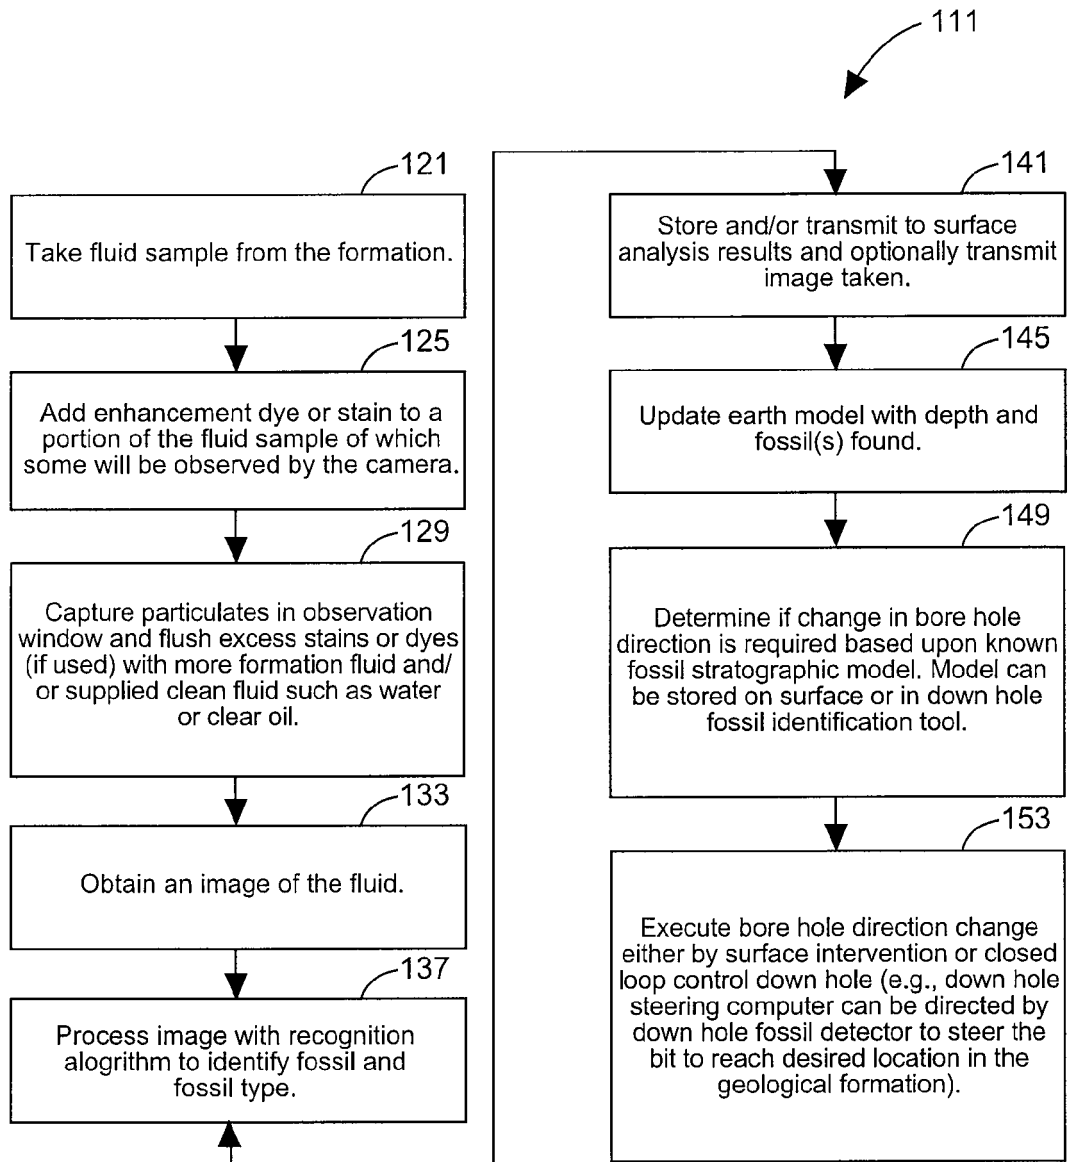 111
121
Take fluid sample from the formation.
125
Add enhancement dye or stain to a
portion of the fluid sample of which
some will be observed by the camera.
129
Capture particulates in observation
window and flush excess stains or dyes
(if used) with more formation fluid and/
or supplied clean fluid such as water
or clear oil.
133
Obtain an image of the fluid.
137
Process image with recognition
alogrithm to identify fossil and
fossil type.
141
Store and/or transmit to surface
analysis results and optionally transmit
image taken.
145
Update earth model with depth and
fossil(s) found.
149
Determine if change in bore hole
direction is required based upon known
fossil stratographic model. Model can
be stored on surface or in down hole
fossil identification tool.
153
Execute bore hole direction change
either by surface intervention or closed
loop control down hole (e.g., down hole
steering computer can be directed by
down hole fossil detector to steer the
bit to reach desired location in the
geological formation).